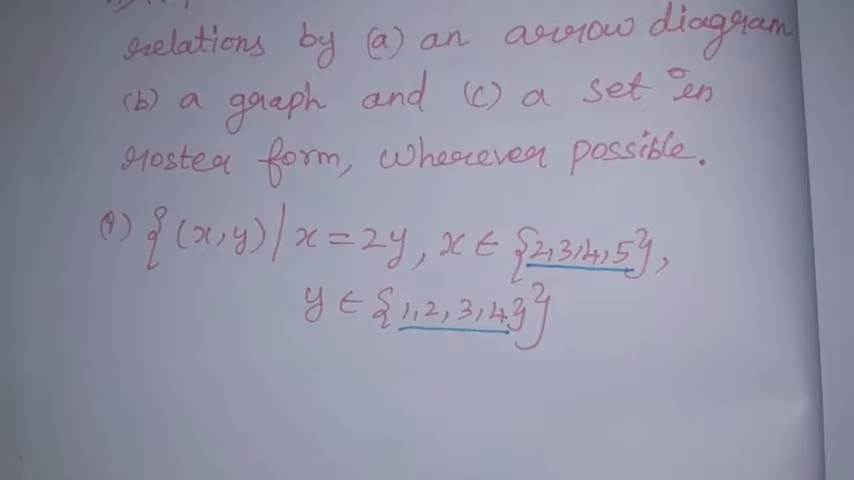 relations by (a) an arrow diagram
(b) a graph and (c) a set in
roster form, wherever possible.
{(x,y)/x=2y, x∈{2,3,4,5},
y∈{1,2,3,4}}